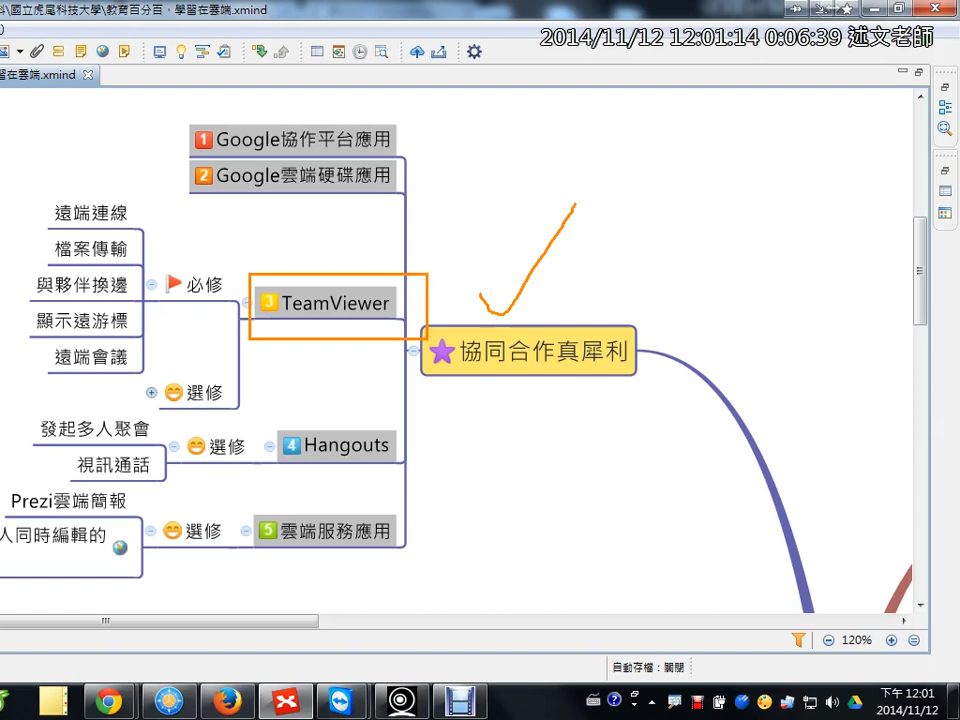 \國立虎尾科技大學\教育百分百，學習在雲端.xmind
2014/11/12 12:01:14 0:06:39 述文老師
習在雲端.xmind
1 Google協作平台應用
2 Google雲端硬碟應用
遠端連線
檔案傳輸
與夥伴換邊
顯示遠游標
遠端會議
必修
3 TeamViewer
選修
協同合作真犀利
發起多人聚會
視訊通話
選修
4 Hangouts
Prezi雲端簡報
人同時編輯的
選修
5 雲端服務應用
120%
自動存檔：關閉
下午 12:01
2014/11/12